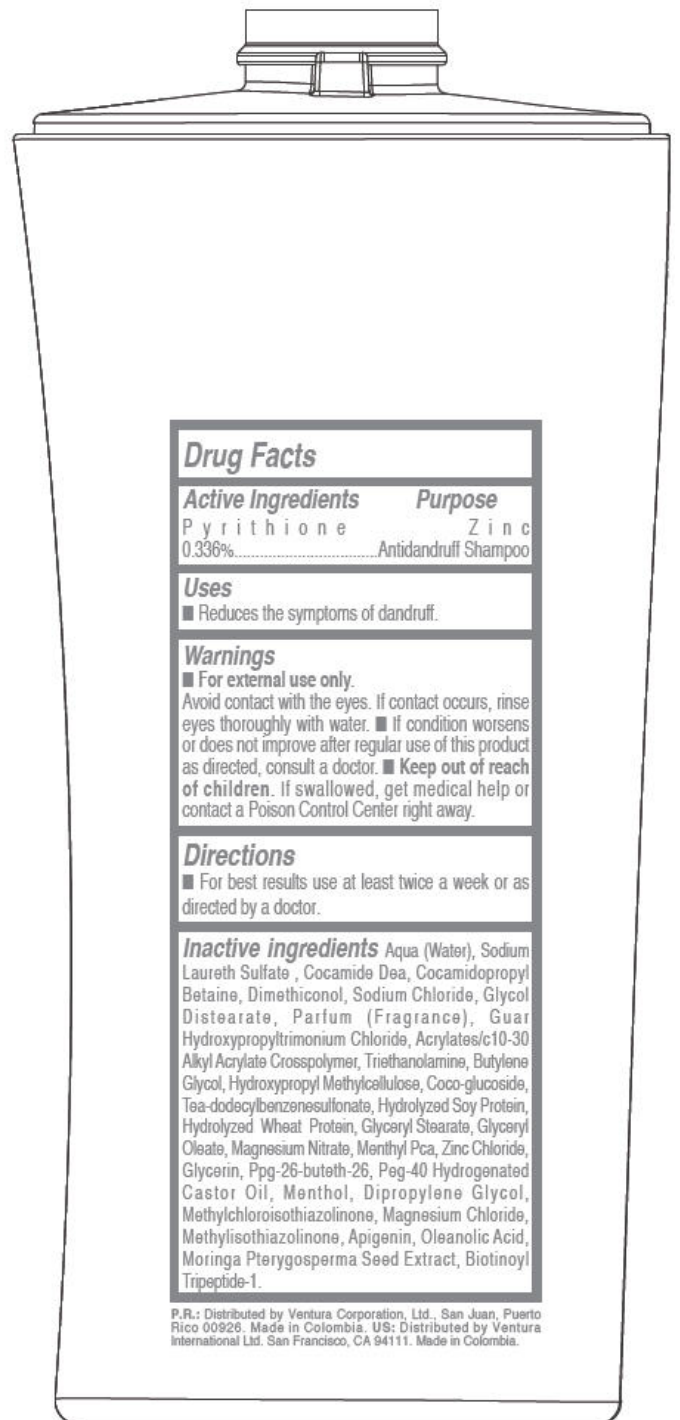 Drug Facts
Active Ingredients Purpose
Pyrithione Zinc
0.336%..................................Antidandruff Shampoo
Uses
■ Reduces the symptoms of dandruff.
Warnings
■ For external use only.
Avoid contact with the eyes. If contact occurs, rinse
eyes thoroughly with water. ■ If condition worsens
or does not improve after regular use of this product
as directed, consult a doctor. ■ Keep out of reach
of children. If swallowed, get medical help or
contact a Poison Control Center right away.
Directions
■ For best results use at least twice a week or as
directed by a doctor.
Inactive ingredients Aqua (Water), Sodium
Laureth Sulfate , Cocamide Dea, Cocamidopropyl
Betaine, Dimethiconol, Sodium Chloride, Glycol
Distearate, Parfum (Fragrance), Guar
Hydroxypropyltrimonium Chloride, Acrylates/c10-30
Alkyl Acrylate Crosspolymer, Triethanolamine, Butylene
Glycol, Hydroxypropyl Methylcellulose, Coco-glucoside,
Tea-dodecylbenzenesulfonate, Hydrolyzed Soy Protein,
Hydrolyzed Wheat Protein, Glyceryl Stearate, Glyceryl
Oleate, Magnesium Nitrate, Menthyl Pca, Zinc Chloride,
Glycerin, Ppg-26-buteth-26, Peg-40 Hydrogenated
Castor Oil, Menthol, Dipropylene Glycol,
Methylchloroisothiazolinone, Magnesium Chloride,
Methylisothiazolinone, Apigenin, Oleanolic Acid,
Moringa Pterygosperma Seed Extract, Biotinoyl
Tripeptide-1.
P.R.: Distributed by Ventura Corporation, Ltd., San Juan, Puerto
Rico 00926. Made in Colombia. US: Distributed by Ventura
International Ltd. San Francisco, CA 94111. Made in Colombia.